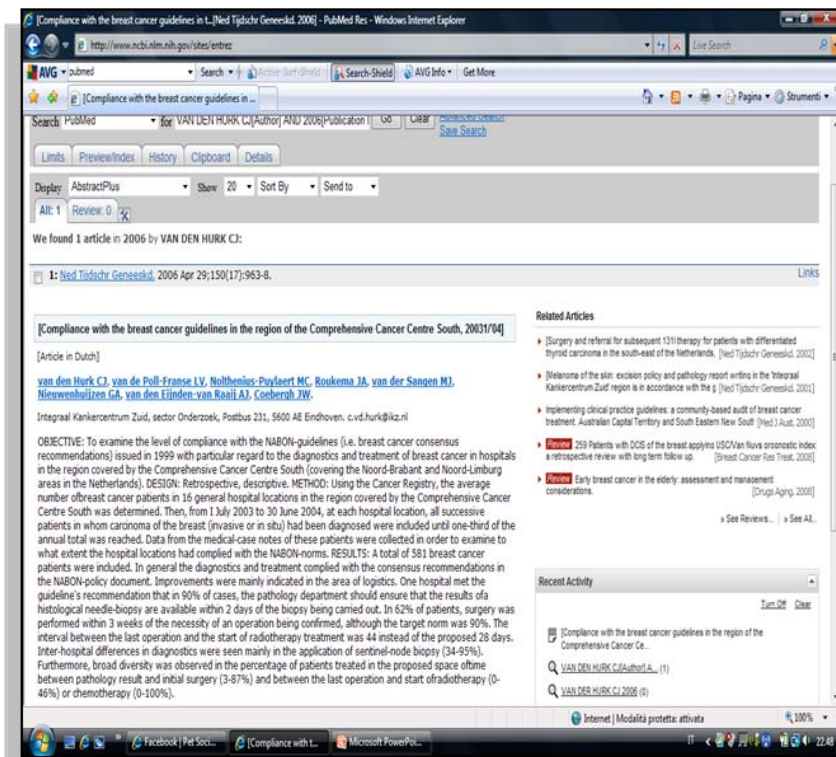 [Compliance with the breast cancer guidelines in t...[Ned Tijdschr Geneeskd. 2006] - PubMed Res - Windows Internet Explorer
http://www.ncbi.nlm.nih.gov/sites/entrez
Live Search
AVG pubmed Search Active Surf-Shield Search-Shield AVG Info Get More
[Compliance with the breast cancer guidelines in ...
Pagina Strumenti
Search PubMed for VAN DEN HURK CJ[Author] AND 2006[Publication Go Clear Advanced Search
Save Search
Limits Preview/Index History Clipboard Details
Display AbstractPlus Show 20 Sort By Send to
All: 1 Review: 0
We found 1 article in 2006 by VAN DEN HURK CJ:
1: Ned Tijdschr Geneeskd. 2006 Apr 29;150(17):963-8. Links
[Compliance with the breast cancer guidelines in the region of the Comprehensive Cancer Centre South, 20031/'04]
[Article in Dutch]
van den Hurk CJ, van de Poll-Franse LV, Nolthenius-Puylaert MC, Roukema JA, van der Sangen MJ,
Nieuwenhuijzen GA, van den Eijnden-van Raaij AJ, Coebergh JW.
Integraal Kankercentrum Zuid, sector Onderzoek, Postbus 231, 5600 AE Eindhoven. c.vd.hurk@ikz.nl
OBJECTIVE: To examine the level of compliance with the NABON-guidelines (i.e. breast cancer consensus
recommendations) issued in 1999 with particular regard to the diagnostics and treatment of breast cancer in hospitals
in the region covered by the Comprehensive Cancer Centre South (covering the Noord-Brabant and Noord-Limburg
areas in the Netherlands). DESIGN: Retrospective, descriptive. METHOD: Using the Cancer Registry, the average
number ofbreast cancer patients in 16 general hospital locations in the region covered by the Comprehensive Cancer
Centre South was determined. Then, from I July 2003 to 30 June 2004, at each hospital location, all successive
patients in whom carcinoma of the breast (invasive or in situ) had been diagnosed were included until one-third of the
annual total was reached. Data from the medical-case notes of these patients were collected in order to examine to
what extent the hospital locations had complied with the NABON-norms. RESULTS: A total of 581 breast cancer
patients were included. In general the diagnostics and treatment complied with the consensus recommendations in
the NABON-policy document. Improvements were mainly indicated in the area of logistics. One hospital met the
guideline's recommendation that in 90% of cases, the pathology department should ensure that the results ofa
histological needle-biopsy are available within 2 days of the biopsy being carried out. In 62% of patients, surgery was
performed within 3 weeks of the necessity of an operation being confirmed, although the target norm was 90%. The
interval between the last operation and the start of radiotherapy treatment was 44 instead of the proposed 28 days.
Inter-hospital differences in diagnostics were seen mainly in the application of sentinel-node biopsy (34-95%).
Furthermore, broad diversity was observed in the percentage of patients treated in the proposed space oftime
between pathology result and initial surgery (3-87%) and between the last operation and start ofradiotherapy (0-
46%) or chemotherapy (0-100%).
Related Articles
[Surgery and referral for subsequent 131I therapy for patients with differentiated
thyroid carcinoma in the south-east of the Netherlands. [Ned Tijdschr Geneeskd. 2002]
[Melanoma of the skin: excision policy and pathology report writing in the 'Integraal
Kankercentrum Zuid' region is in accordance with the g [Ned Tijdschr Geneeskd. 2001]
Implementing clinical practice guidelines: a community-based audit of breast cancer
treatment. Australian Capital Territory and South Eastern New Sout [Med J Aust. 2000]
Review 259 Patients with DCIS of the breast applying USC/Van Nuys prognostic index:
a retrospective review with long term follow up. [Breast Cancer Res Treat. 2008]
Review Early breast cancer in the elderly: assessment and management
considerations. [Drugs Aging. 2008]
» See Reviews... » See All...
Recent Activity
Turn Off Clear
[Compliance with the breast cancer guidelines in the region of the
Comprehensive Cancer Ce...
VAN DEN HURK CJ[Author] A... (1)
VAN DER HURK CJ 2006 (0)
Internet | Modalità protetta: attivata 100%
Facebook | Pet Soci... [Compliance with t... Microsoft PowerPoi... IT 22.48